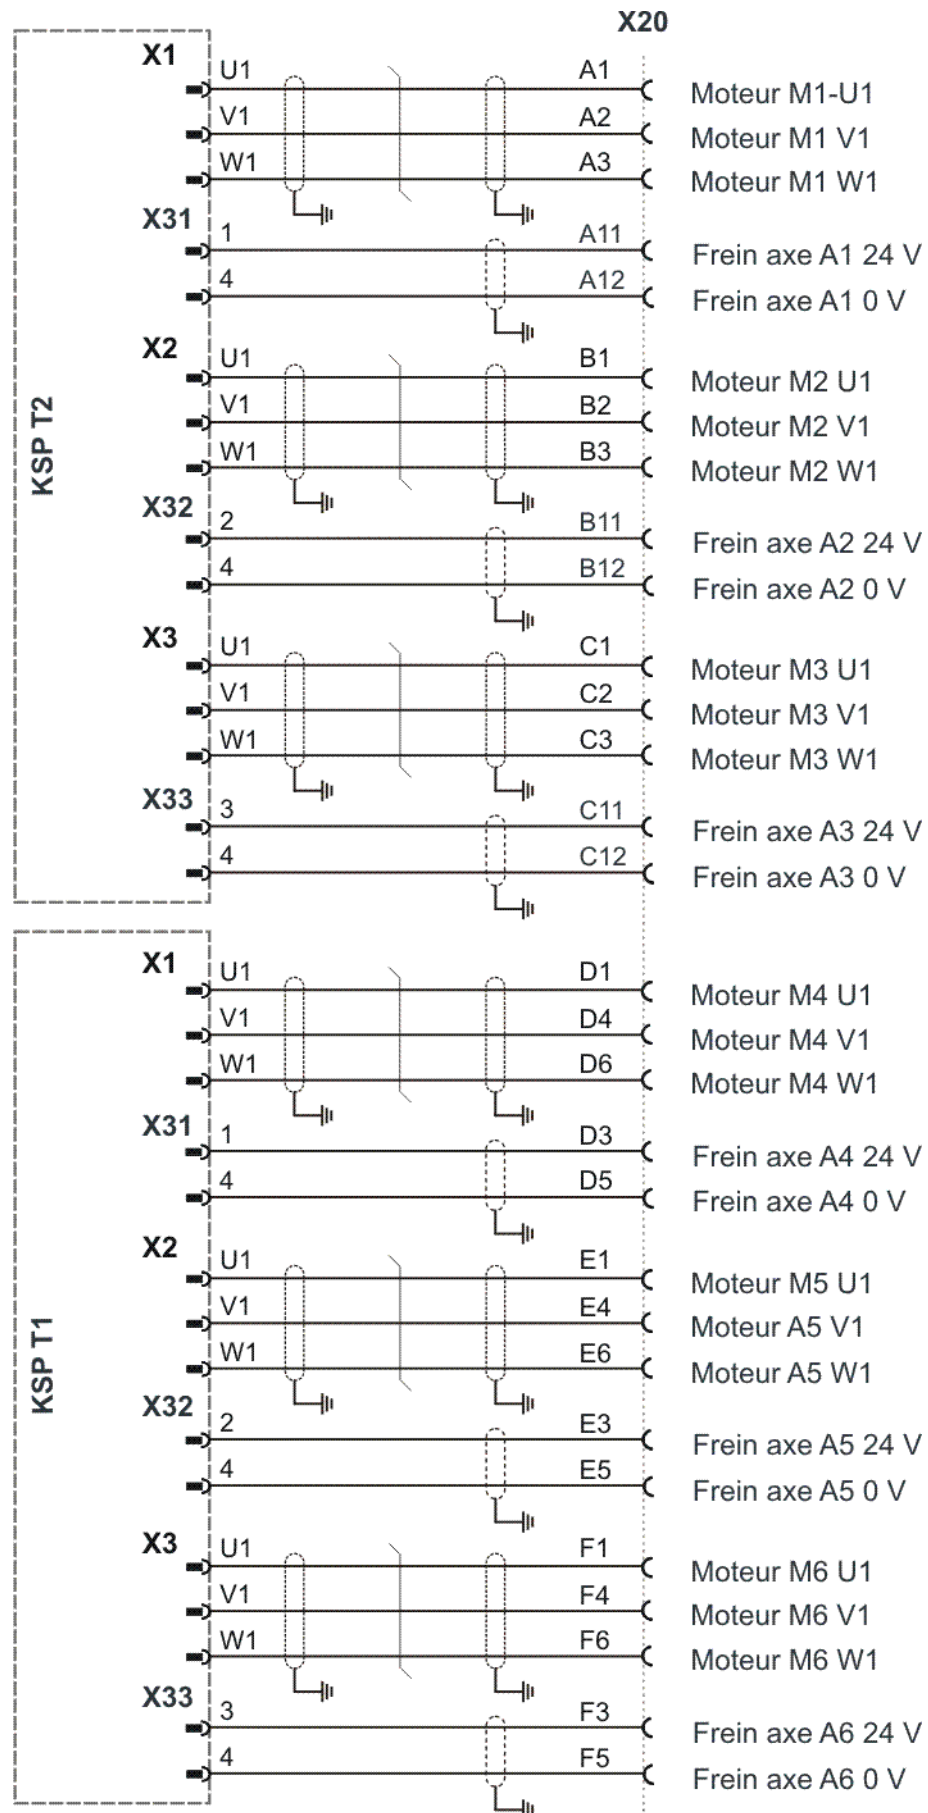 X20
X1
U1 A1 Moteur M1-U1
V1 A2 Moteur M1 V1
W1 A3 Moteur M1 W1
X31
1 A11 Frein axe A1 24 V
4 A12 Frein axe A1 0 V
X2
U1 B1 Moteur M2 U1
V1 B2 Moteur M2 V1
W1 B3 Moteur M2 W1
KSP T2
X32
2 B11 Frein axe A2 24 V
4 B12 Frein axe A2 0 V
X3
U1 C1 Moteur M3 U1
V1 C2 Moteur M3 V1
W1 C3 Moteur M3 W1
X33
3 C11 Frein axe A3 24 V
4 C12 Frein axe A3 0 V
X1
U1 D1 Moteur M4 U1
V1 D4 Moteur M4 V1
W1 D6 Moteur M4 W1
X31
1 D3 Frein axe A4 24 V
4 D5 Frein axe A4 0 V
X2
U1 E1 Moteur M5 U1
V1 E4 Moteur A5 V1
W1 E6 Moteur A5 W1
KSP T1
X32
2 E3 Frein axe A5 24 V
4 E5 Frein axe A5 0 V
X3
U1 F1 Moteur M6 U1
V1 F4 Moteur M6 V1
W1 F6 Moteur M6 W1
X33
3 F3 Frein axe A6 24 V
4 F5 Frein axe A6 0 V